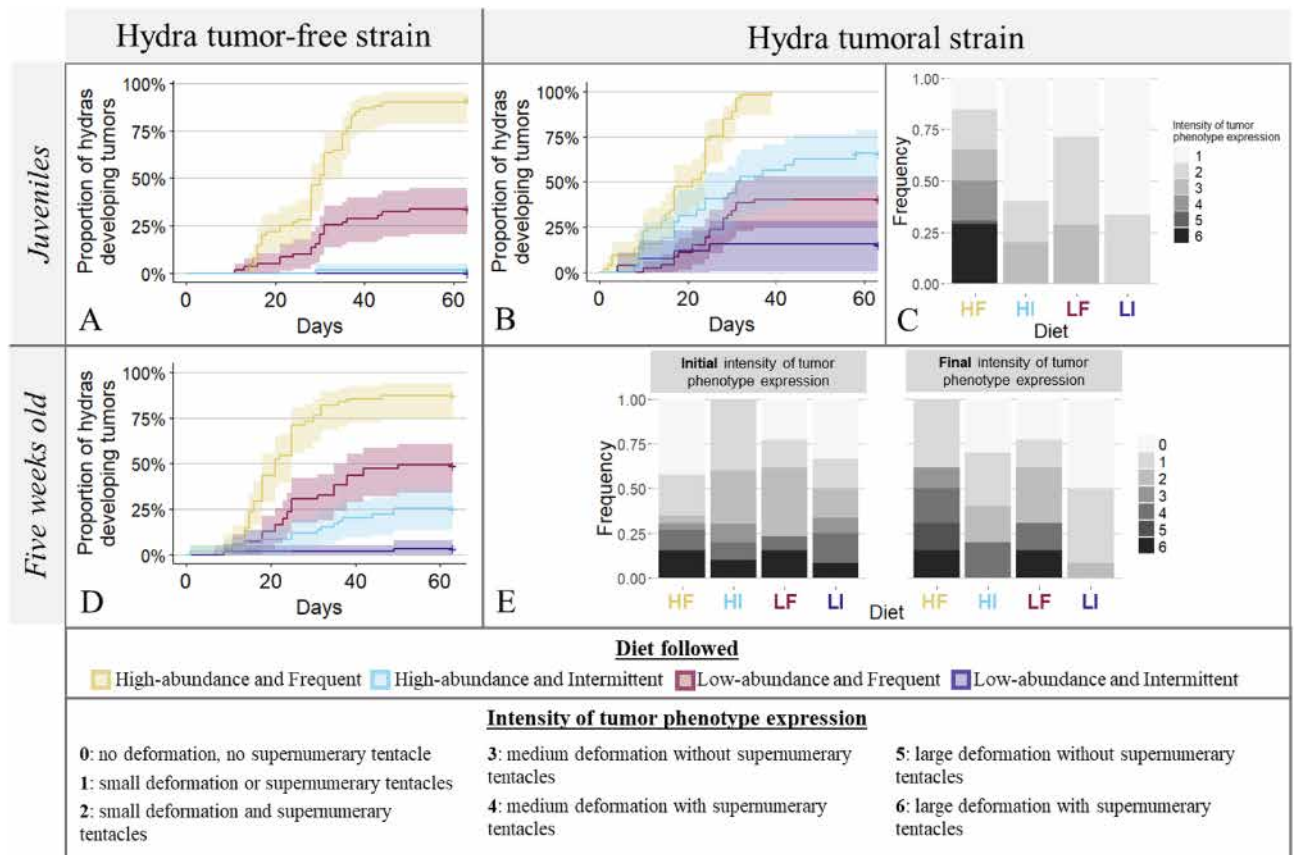 Hydra tumor-free strain
Hydra tumoral strain
Juveniles
Proportion of hydras
developing tumors
100%
75%
50%
25%
0%
0
20
40
60
Days
A
Proportion of hydras
developing tumors
100%
75%
50%
25%
0%
0
20
40
60
Days
B
Frequency
1.00
0.75
0.50
0.25
0.00
HF
HI
LF
LI
Diet
C
Intensity of tumor
phenotype expression
1
2
3
4
5
6
Five weeks old
Proportion of hydras
developing tumors
100%
75%
50%
25%
0%
0
20
40
60
Days
D
Initial intensity of tumor
phenotype expression
Final intensity of tumor
phenotype expression
Frequency
1.00
0.75
0.50
0.25
0.00
HF
HI
LF
LI
HF
HI
LF
LI
Diet
E
0
1
2
3
4
5
6
Diet followed
High-abundance and Frequent
High-abundance and Intermittent
Low-abundance and Frequent
Low-abundance and Intermittent
Intensity of tumor phenotype expression
0: no deformation, no supernumerary tentacle
1: small deformation or supernumerary tentacles
2: small deformation and supernumerary
tentacles
3: medium deformation without supernumerary
tentacles
4: medium deformation with supernumerary
tentacles
5: large deformation without supernumerary
tentacles
6: large deformation with supernumerary
tentacles